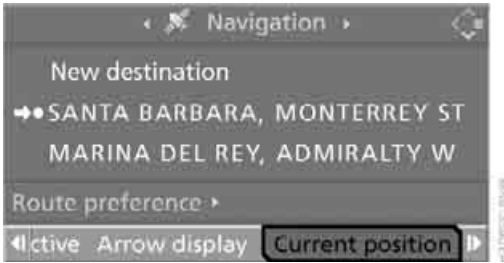 Navigation
New destination
SANTA BARBARA, MONTERREY ST
MARINA DEL REY, ADMIRALTY W
Route preference
ctive Arrow display Current position